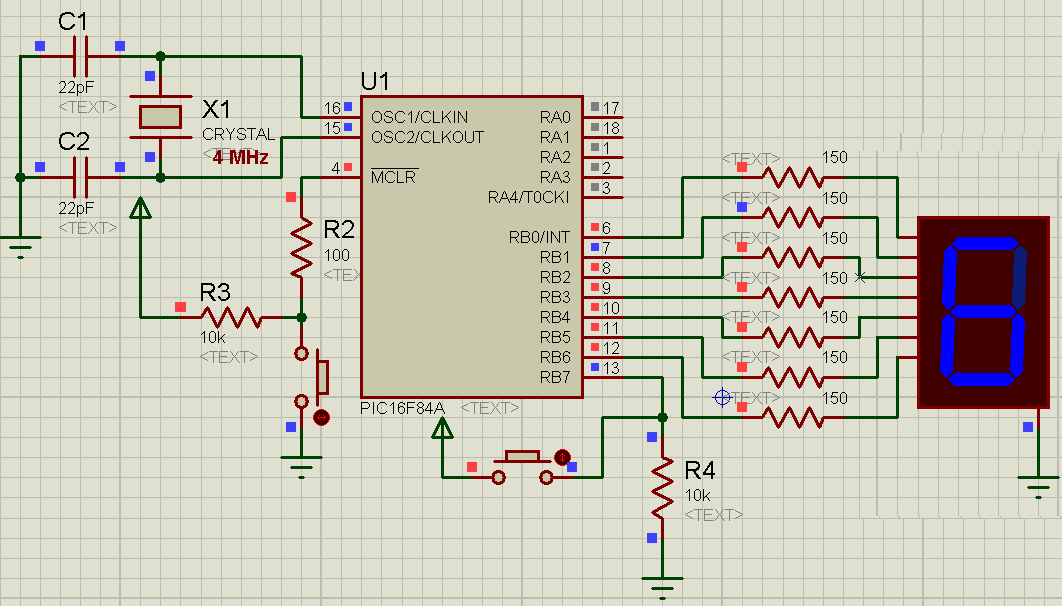 C1
22pF
<TEXT>
C2
22pF
<TEXT>
X1
CRYSTAL
<TEXT>
4 MHz
U1
16 OSC1/CLKIN
15 OSC2/CLKOUT
4 MCLR
RA0 17
RA1 18
RA2 1
RA3 2
RA4/T0CKI 3
RB0/INT 6
RB1 7
RB2 8
RB3 9
RB4 10
RB5 11
RB6 12
RB7 13
PIC16F84A
<TEXT>
R2
100
<TE
R3
10k
<TEXT>
R4
10k
<TEXT>
<TEXT> 150
<TEXT> 150
<TEXT> 150
<TEXT> 150
<TEXT> 150
<TEXT> 150
<TEXT> 150